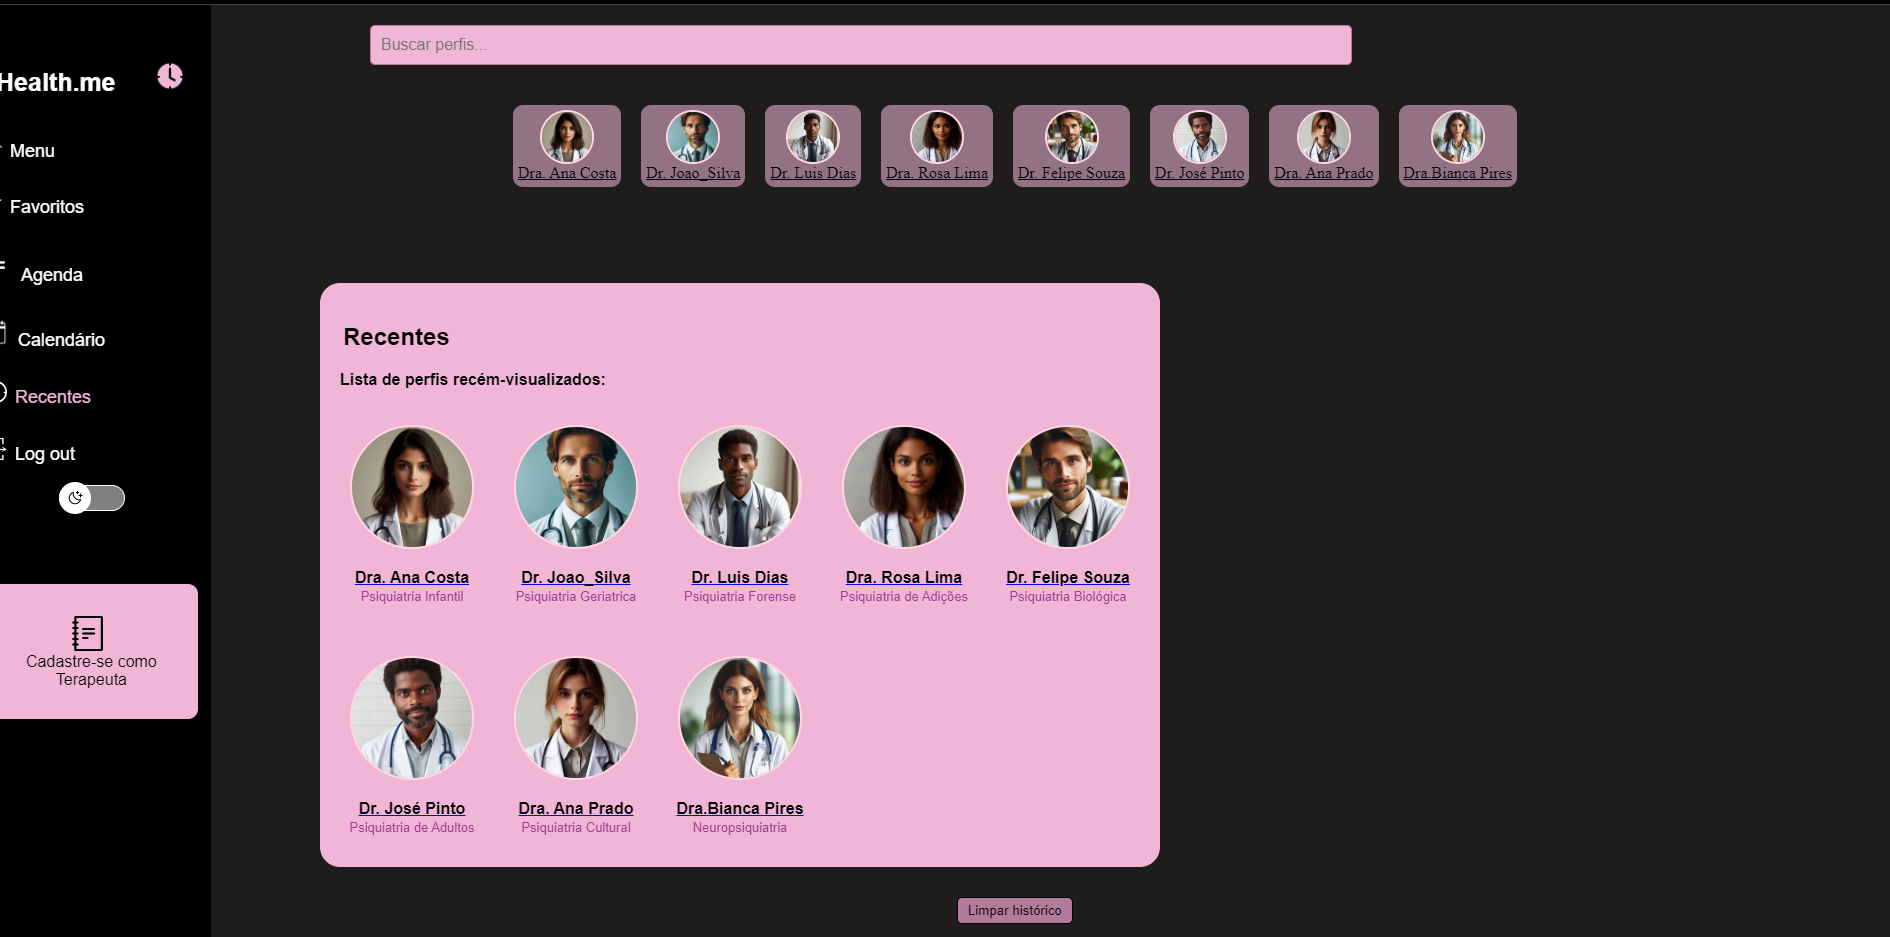 Buscar perfis...
Health.me
Menu
Favoritos
Agenda
Calendário
Recentes
Log out
Cadastre-se como
Terapeuta
Dra. Ana Costa
Dr. Joao_Silva
Dr. Luis Dias
Dra. Rosa Lima
Dr. Felipe Souza
Dr. José Pinto
Dra. Ana Prado
Dra.Bianca Pires
Recentes
Lista de perfis recém-visualizados:
Dra. Ana Costa
Psiquiatria Infantil
Dr. Joao_Silva
Psiquiatria Geriatrica
Dr. Luis Dias
Psiquiatria Forense
Dra. Rosa Lima
Psiquiatria de Adições
Dr. Felipe Souza
Psiquiatria Biológica
Dr. José Pinto
Psiquiatria de Adultos
Dra. Ana Prado
Psiquiatria Cultural
Dra.Bianca Pires
Neuropsiquiatria
Limpar histórico